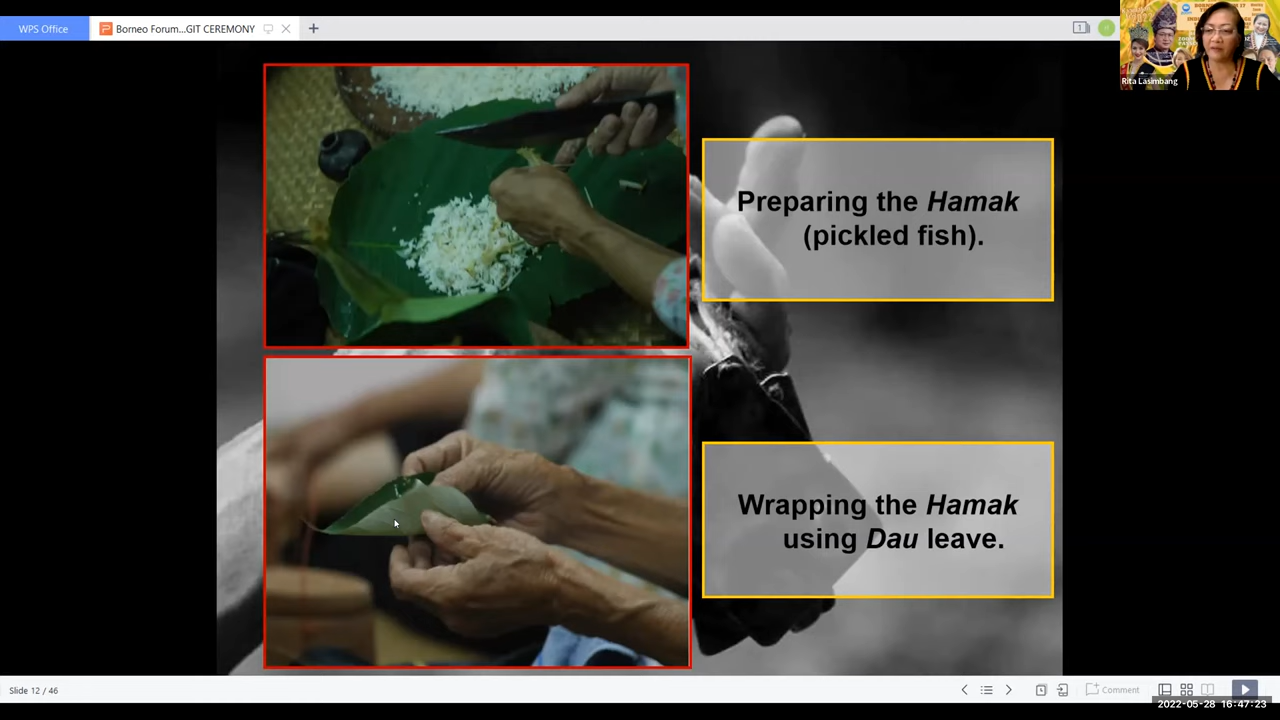 WPS Office
Borneo Forum...GIT CEREMONY
Rita Lasimbang
Preparing the Hamak
(pickled fish).
Wrapping the Hamak
using Dau leave.
Slide 12 / 46
Comment
2022-05-28 16:47:23